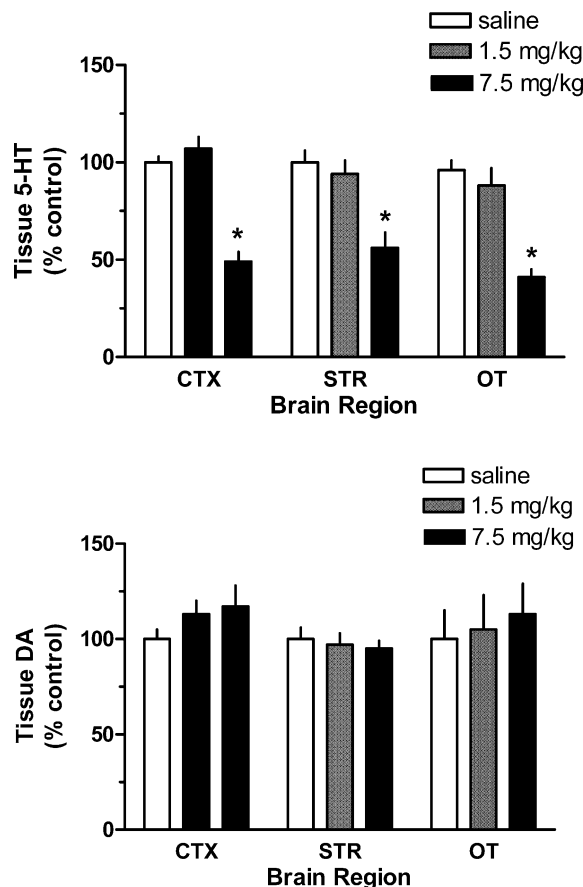 saline
1.5 mg/kg
7.5 mg/kg
150
100
50
0
Tissue 5-HT
(% control)
*
*
*
CTX STR OT
Brain Region
saline
1.5 mg/kg
7.5 mg/kg
150
100
50
0
Tissue DA
(% control)
CTX STR OT
Brain Region